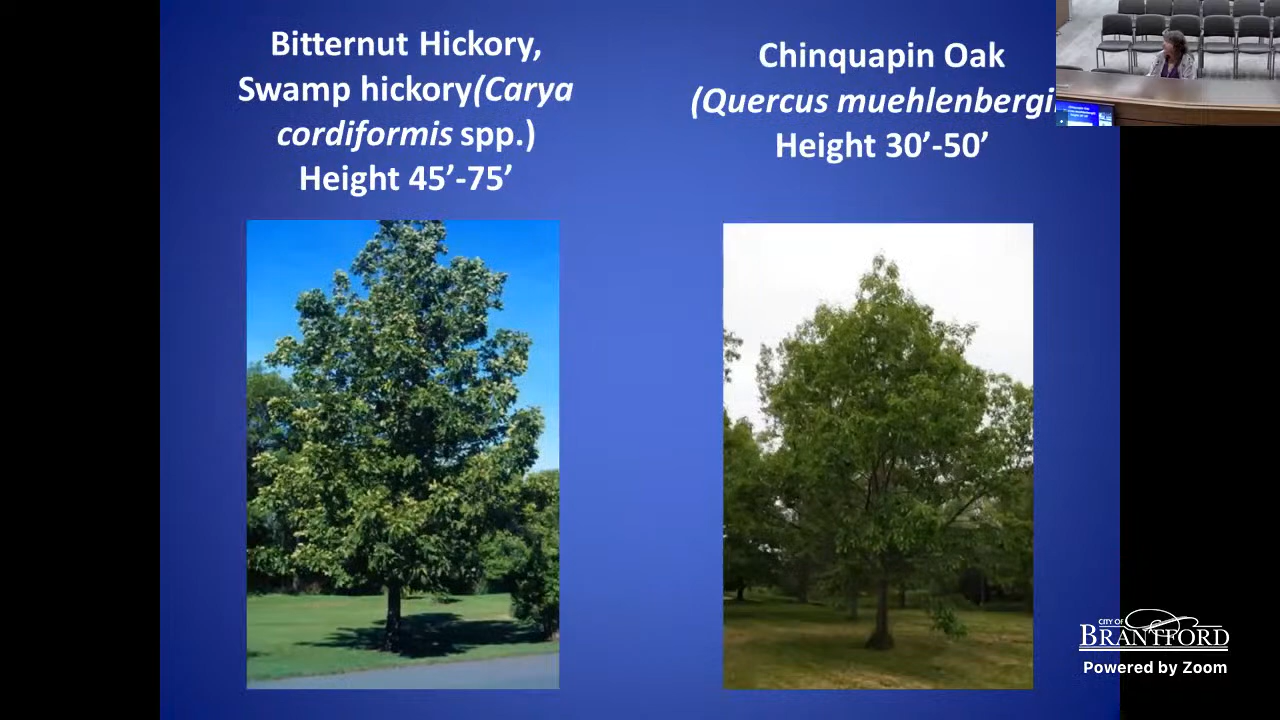 Bitternut Hickory,
Swamp hickory(Carya
cordiformis spp.)
Height 45’-75’
Chinquapin Oak
(Quercus muehlenbergi
Height 30’-50’
CITY OF
BRANTFORD
Powered by Zoom